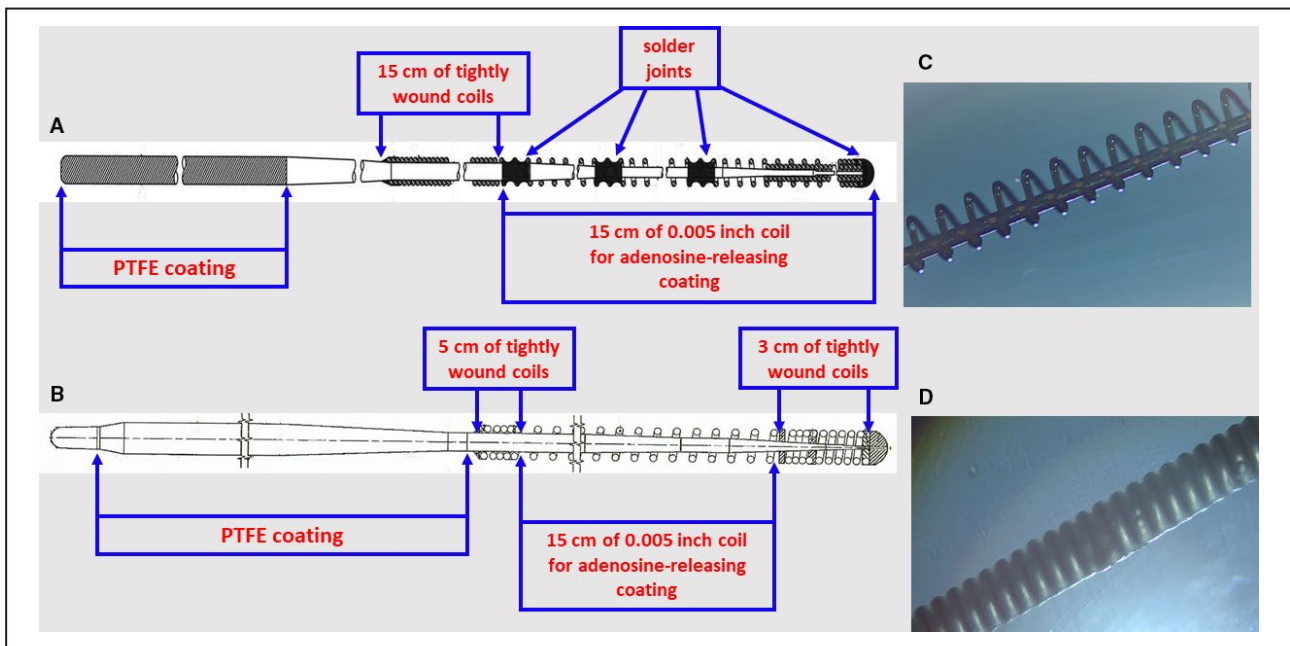 solder
joints
15 cm of tightly
wound coils
C
A
15 cm of 0.005 inch coil
for adenosine-releasing
coating
PTFE coating
5 cm of tightly
wound coils
3 cm of tightly
wound coils
B
D
PTFE coating
15 cm of 0.005 inch coil
for adenosine-releasing
coating